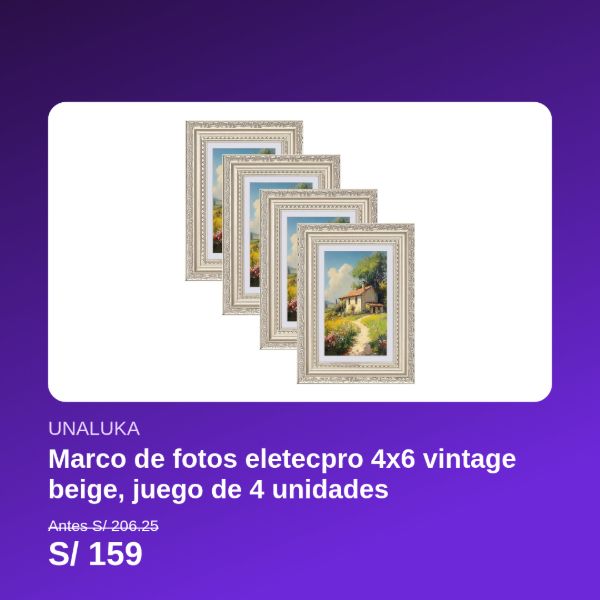 UNALUKA
Marco de fotos eletecpro 4x6 vintage
beige, juego de 4 unidades
Antes S/ 206.25
S/ 159